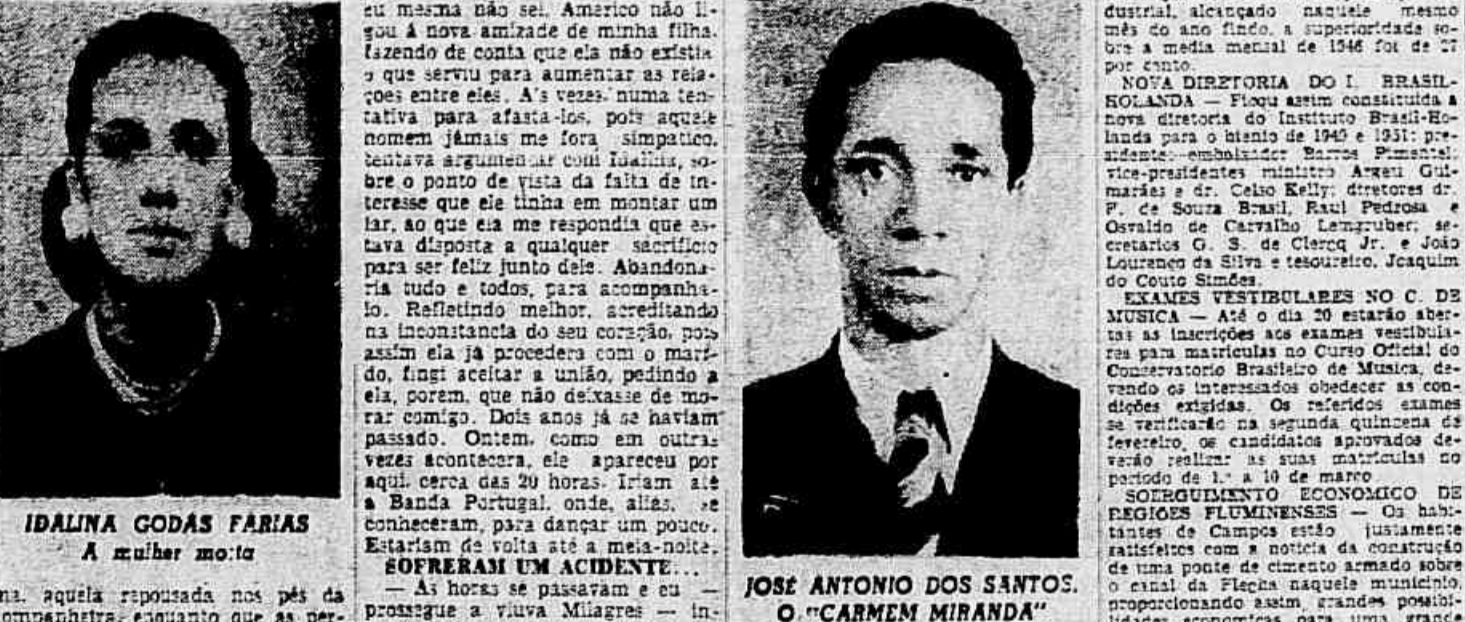 IDALINA GODÁS FARIAS
A mulher morta
na. aquela repousada nos pés da
companheira, enquanto que as per-
eu mesma não sei. Americo não li-
gou á nova amizade de minha filha.
fazendo de conta que ela não existia
o que serviu para aumentar as rela-
ções entre eles. A's vezes, numa ten-
tativa para afasta-los, pois aquele
homem jámais me fora simpatico,
tentava argumentar com Idalina, so-
bre o ponto de vista da falta de in-
teresse que ele tinha em montar um
lar, ao que ela me respondia que es-
tava disposta a qualquer sacrificio
para ser feliz junto dele. Abandona-
ria tudo e todos, para acompanha-
lo. Refletindo melhor, acreditando
na inconstancia do seu coração, pois
assim ela já procedera com o mari-
do, fingi aceitar a união, pedindo a
ela, porem, que não deixasse de mo-
rar comigo. Dois anos já se haviam
passado. Ontem, como em outras
vezes acontecera, ele apareceu por
aqui, cerca das 20 horas. Iriam até
a Banda Portugal, onde, aliás, se
conheceram, para dançar um pouco.
Estariam de volta até a meia-noite.
SOFRERAM UM ACIDENTE...
— As horas se passavam e eu —
prossegue a viuva Milagres — in-
JOSÉ ANTONIO DOS SANTOS.
O "CARMEM MIRANDA"
dustrial, alcançado naquele mesmo
mês do ano findo, a superioridade so-
bre a media mensal de 1946 foi de 27
por cento.
NOVA DIRETORIA DO I. BRASIL-
HOLANDA — Ficou assim constituida a
nova diretoria do Instituto Brasil-Ho-
landa para o bienio de 1949 e 1951: pre-
sidente, embaixador Barros Pimentel;
vice-presidentes ministro Argeu Gui-
marães e dr. Celso Kelly; diretores dr.
F. de Souza Brasil, Raul Pedrosa e
Osvaldo de Carvalho Lengruber; se-
cretarios G. S. de Clercq Jr. e João
Lourenço da Silva e tesoureiro, Joaquim
do Couto Simões.
EXAMES VESTIBULARES NO C. DE
MUSICA — Até o dia 20 estarão aber-
tas as inscrições aos exames vestibula-
res para matriculas no Curso Oficial do
Conservatorio Brasileiro de Musica, de-
vendo os interessados obedecer as con-
dições exigidas. Os referidos exames
se verificarão na segunda quinzena de
fevereiro, os candidatos aprovados de-
verão realizar as suas matriculas no
periodo de 1.º a 10 de março
SOERGUIMENTO ECONOMICO DE
REGIÕES FLUMINENSES — Os habi-
tantes de Campos estão justamente
satisfeitos com a noticia da construção
de uma ponte de cimento armado sobre
o canal da Flecha naquele municipio,
proporcionando assim, grandes possibi-
lidades economicas para uma grande